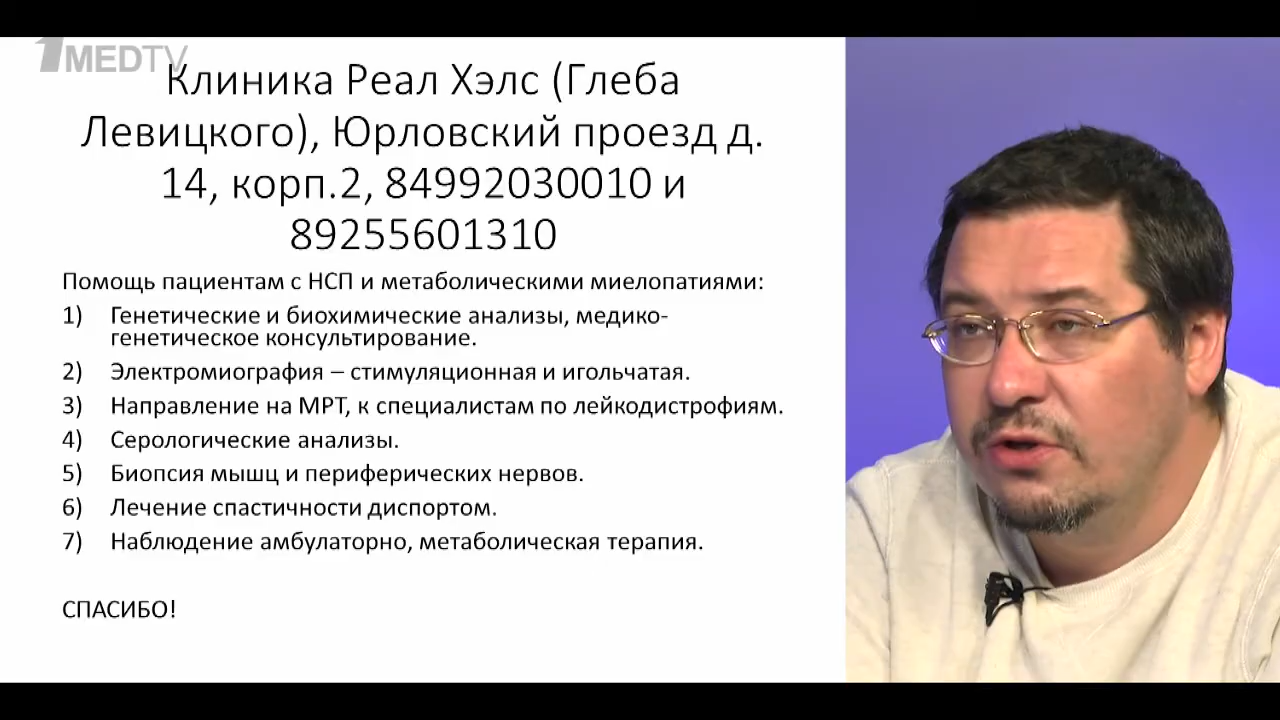 1MEDTV
Клиника Реал Хэлс (Глеба
Левицкого), Юрловский проезд д.
14, корп.2, 84992030010 и
89255601310
Помощь пациентам с НСП и метаболическими миелопатиями:
1) Генетические и биохимические анализы, медико-
генетическое консультирование.
2) Электромиография – стимуляционная и игольчатая.
3) Направление на МРТ, к специалистам по лейкодистрофиям.
4) Серологические анализы.
5) Биопсия мышц и периферических нервов.
6) Лечение спастичности диспортом.
7) Наблюдение амбулаторно, метаболическая терапия.
СПАСИБО!